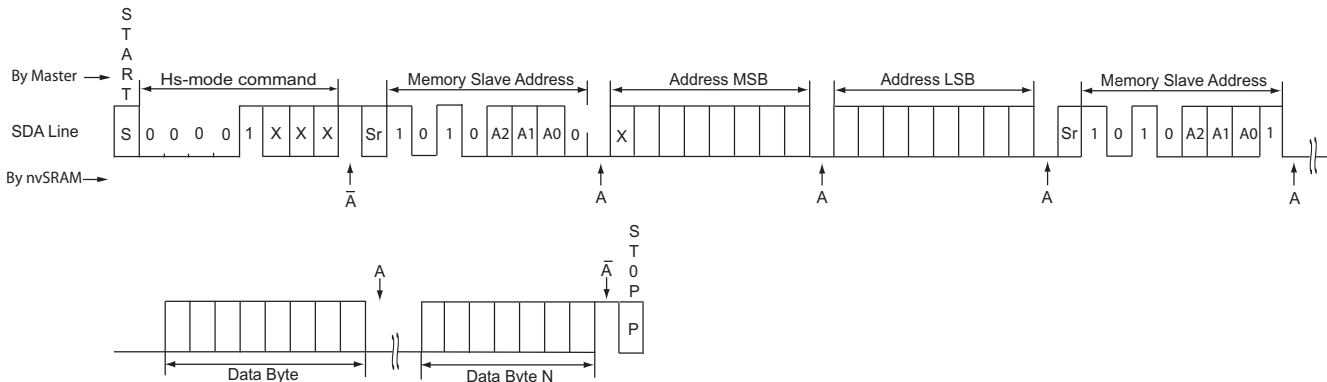 START
By Master
Hs-mode command
Memory Slave Address
Address MSB
Address LSB
Memory Slave Address
SDA Line
S 0 0 0 0 1 X X X Sr 1 0 1 0 A2 A1 A0 0 X Sr 1 0 1 0 A2 A1 A0 1
By nvSRAM
A̅ A A A A
ST0P
A A̅
P
Data Byte
Data Byte N